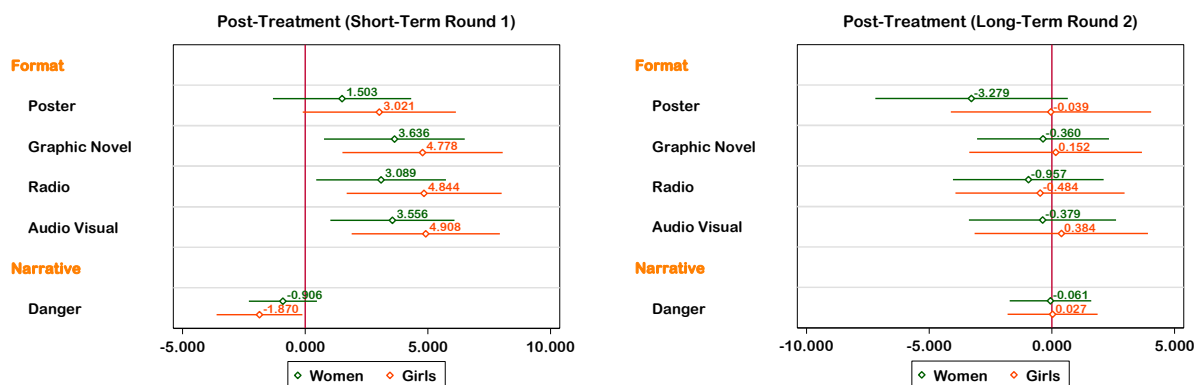 Post-Treatment (Short-Term Round 1)
Format
Poster
1.503
3.021
Graphic Novel
3.636
4.778
Radio
3.089
4.844
Audio Visual
3.556
4.908
Narrative
Danger
-0.906
-1.870
-5.000 0.000 5.000 10.000
Women Girls
Post-Treatment (Long-Term Round 2)
Format
Poster
-3.279
-0.039
Graphic Novel
-0.360
0.152
Radio
-0.957
-0.484
Audio Visual
-0.379
0.384
Narrative
Danger
-0.061
0.027
-10.000 -5.000 0.000 5.000
Women Girls